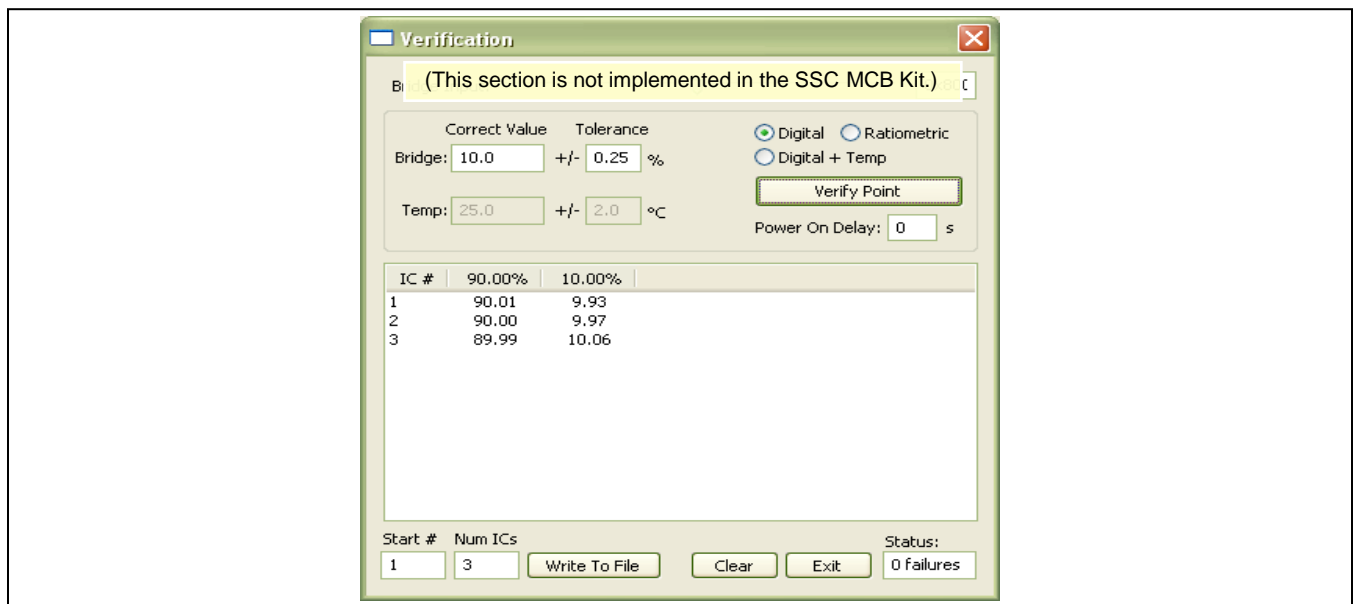 Verification
(This section is not implemented in the SSC MCB Kit.)
Correct Value Tolerance
Digital Ratiometric
Bridge: 10.0 +/- 0.25 %
Digital + Temp
Verify Point
Temp: 25.0 +/- 2.0 °C
Power On Delay: 0 s
IC # 90.00% 10.00%
1 90.01 9.93
2 90.00 9.97
3 89.99 10.06
Start # Num ICs Status:
1 3 Write To File Clear Exit 0 failures